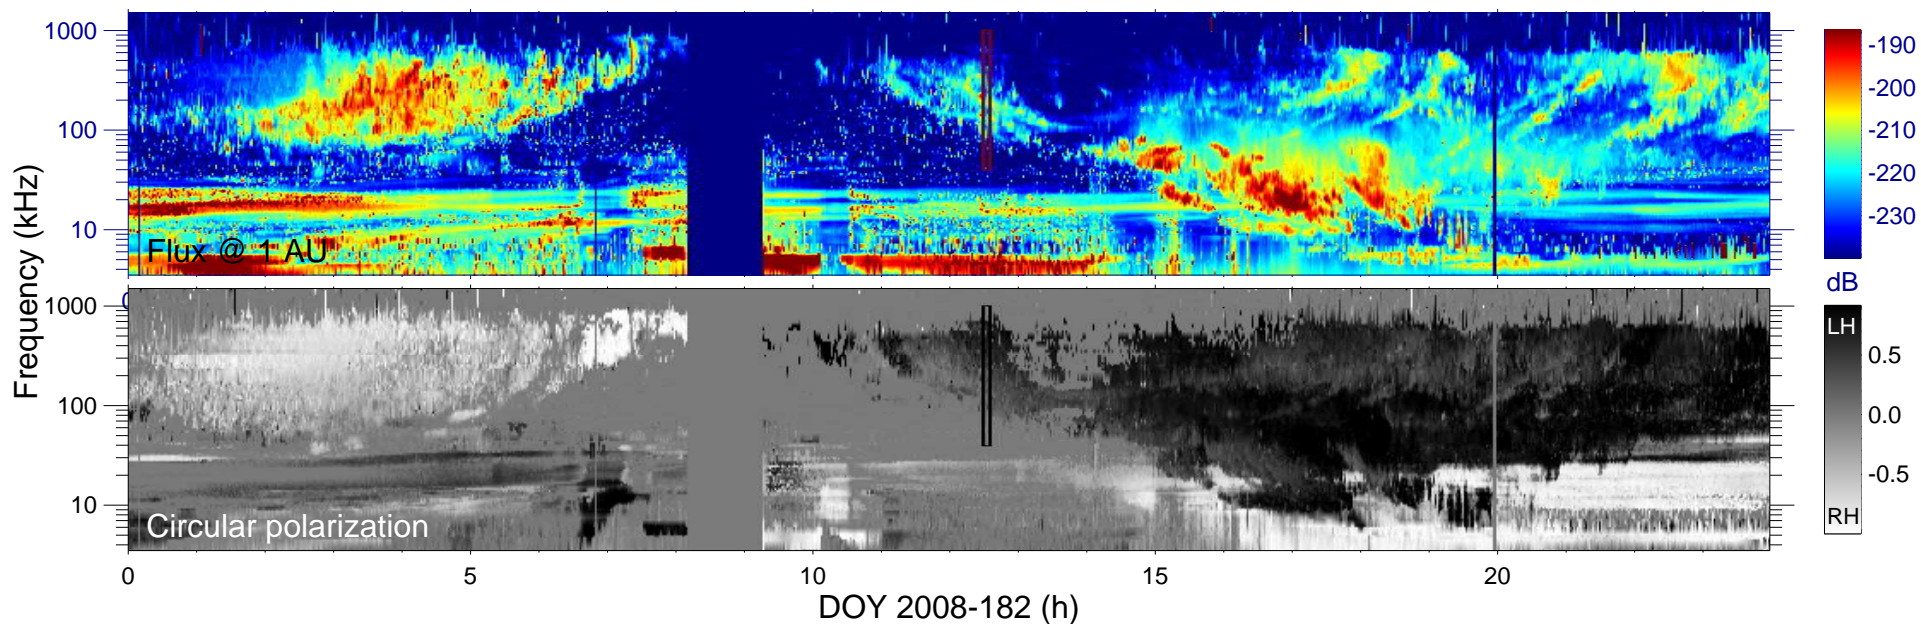 1000
100
10
Flux @ 1 AU
-190
-200
-210
-220
-230
dB
Frequency (kHz)
0
1000
100
10
Circular polarization
LH
0.5
0.0
-0.5
RH
0 5 10 15 20
DOY 2008-182 (h)